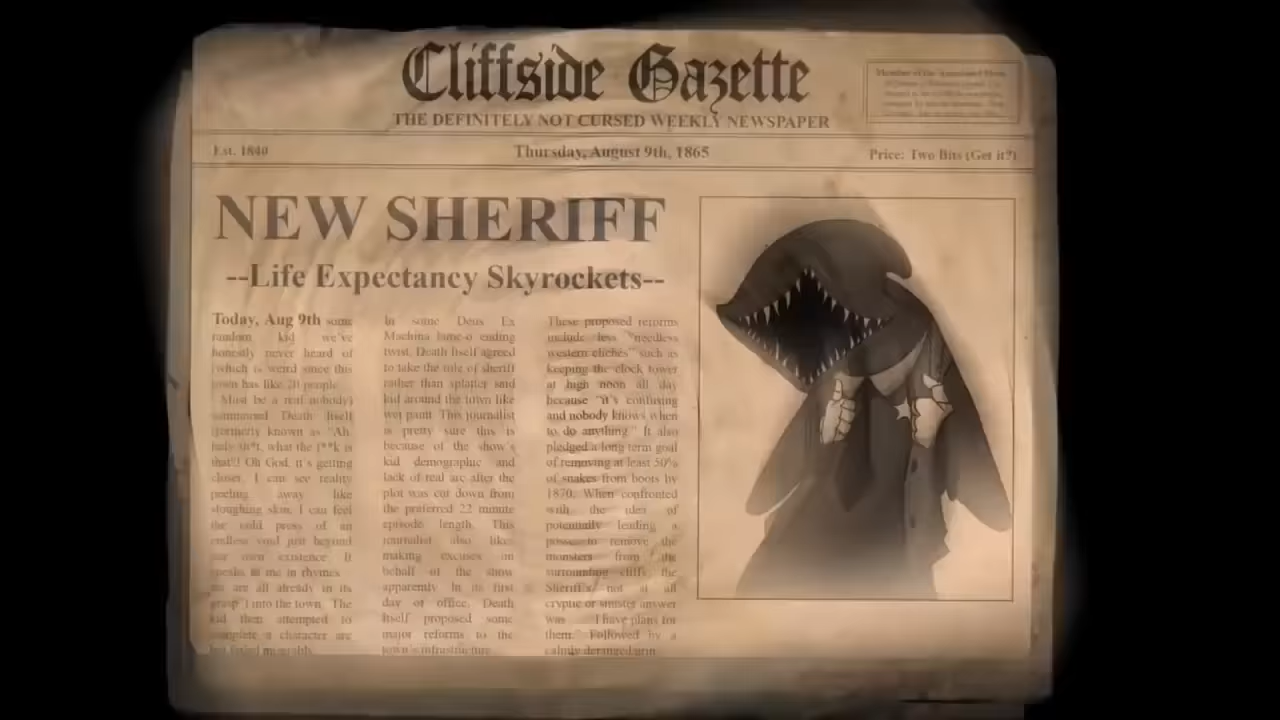 Cliffside Gazette
THE DEFINITELY NOT CURSED WEEKLY NEWSPAPER
Member of the Associated Press
Est. 1840
Thursday, August 9th, 1865
Price: Two Bits (Get it?)
NEW SHERIFF
--Life Expectancy Skyrockets--
Today, Aug 9th some
random kid we've
honestly never heard of
(which is weird since this
town has like 20 people.
Must be a real nobody)
summoned Death Itself
(formerly known as "Ah,
holy sh*t, what the f**k is
that?! Oh God, it's getting
closer. I can see reality
peeling away like
sloughing skin. I can feel
the cold press of an
endless void just beyond
our own existence. It
speaks to me in rhymes
we are all already in its
grasp") into the town. The
kid then attempted to
complete a character arc
but failed miserably.
In some Deus Ex
Machina lame-o ending
twist, Death Itself agreed
to take the role of sheriff
rather than splatter said
kid around the town like
wet paint. This journalist
is pretty sure this is
because of the show's
kid demographic and
lack of real arc after the
plot was cut down from
the preferred 22 minute
episode length. This
journalist also likes
making excuses on
behalf of the show
apparently. In its first
day of office, Death
Itself proposed some
major reforms to the
town's infrastructure.
These proposed reforms
include less "needless
western cliches" such as
keeping the clock tower
at high noon all day
because "it's confusing
and nobody knows when
to do anything." It also
pledged a long term goal
of removing at least 50%
of snakes from boots by
1870. When confronted
with the idea of
potentially leading a
posse to remove the
monsters from the
surrounding cliffs, the
Sheriff's not at all
cryptic or sinister answer
was "I have plans for
them." Followed by a
calmly deranged grin.